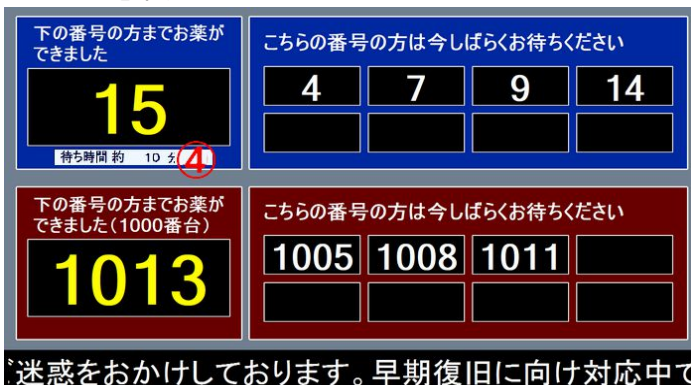 下の番号の方までお薬が
できました
15
待ち時間 約 10 分
④
こちらの番号の方は今しばらくお待ちください
4 7 9 14
下の番号の方までお薬が
できました(1000番台)
1013
こちらの番号の方は今しばらくお待ちください
1005 1008 1011
迷惑をおかけしております。早期復旧に向け対応中で